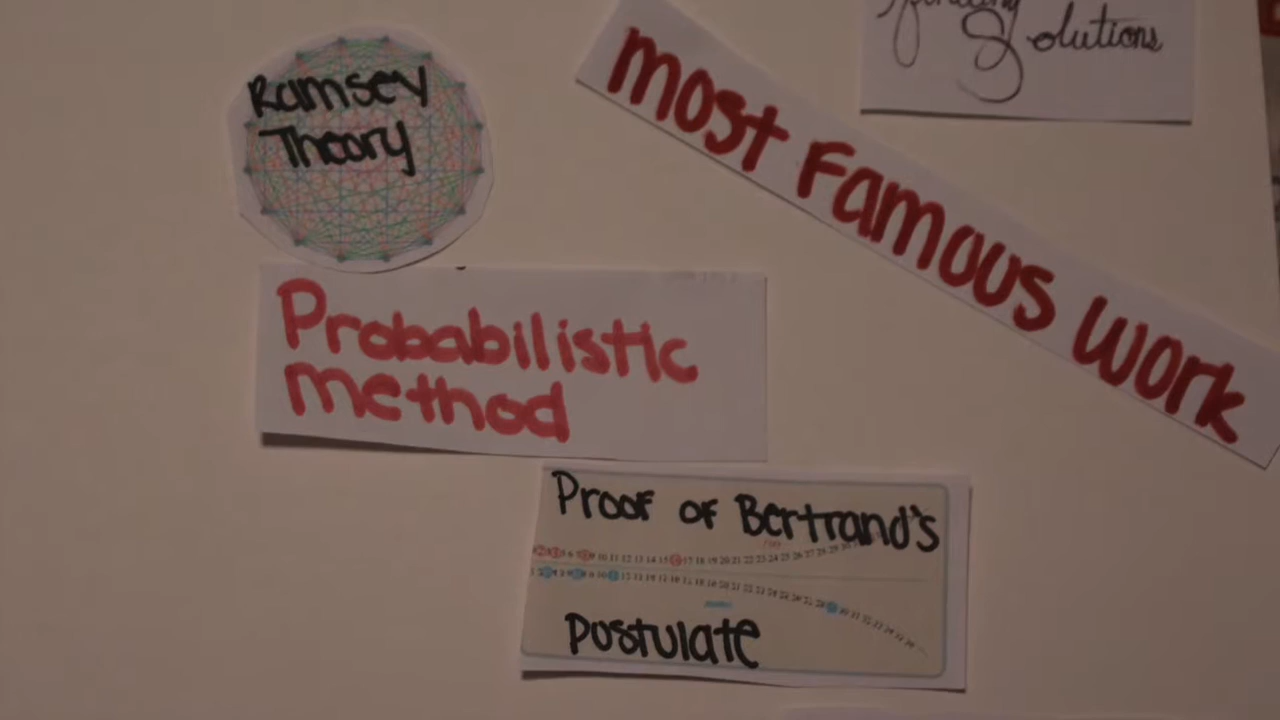 Solutions
Most Famous Work
Ramsey
Theory
Probabilistic
method
Proof of Bertrand's
Postulate